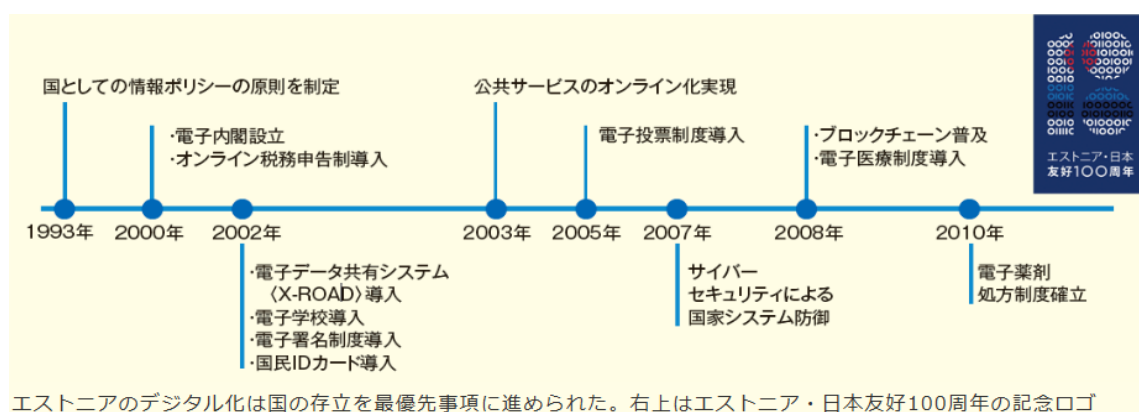 国としての情報ポリシーの原則を制定
・電子内閣設立
・オンライン税務申告制導入
公共サービスのオンライン化実現
電子投票制度導入
・ブロックチェーン普及
・電子医療制度導入
エストニア・日本
友好100周年
1993年
2000年
2002年
2003年
2005年
2007年
2008年
2010年
・電子データ共有システム
〈X-ROAD〉導入
・電子学校導入
・電子署名制度導入
・国民IDカード導入
サイバー
セキュリティによる
国家システム防御
電子薬剤
処方制度確立
エストニアのデジタル化は国の存立を最優先事項に進められた。右上はエストニア・日本友好100周年の記念ロゴ